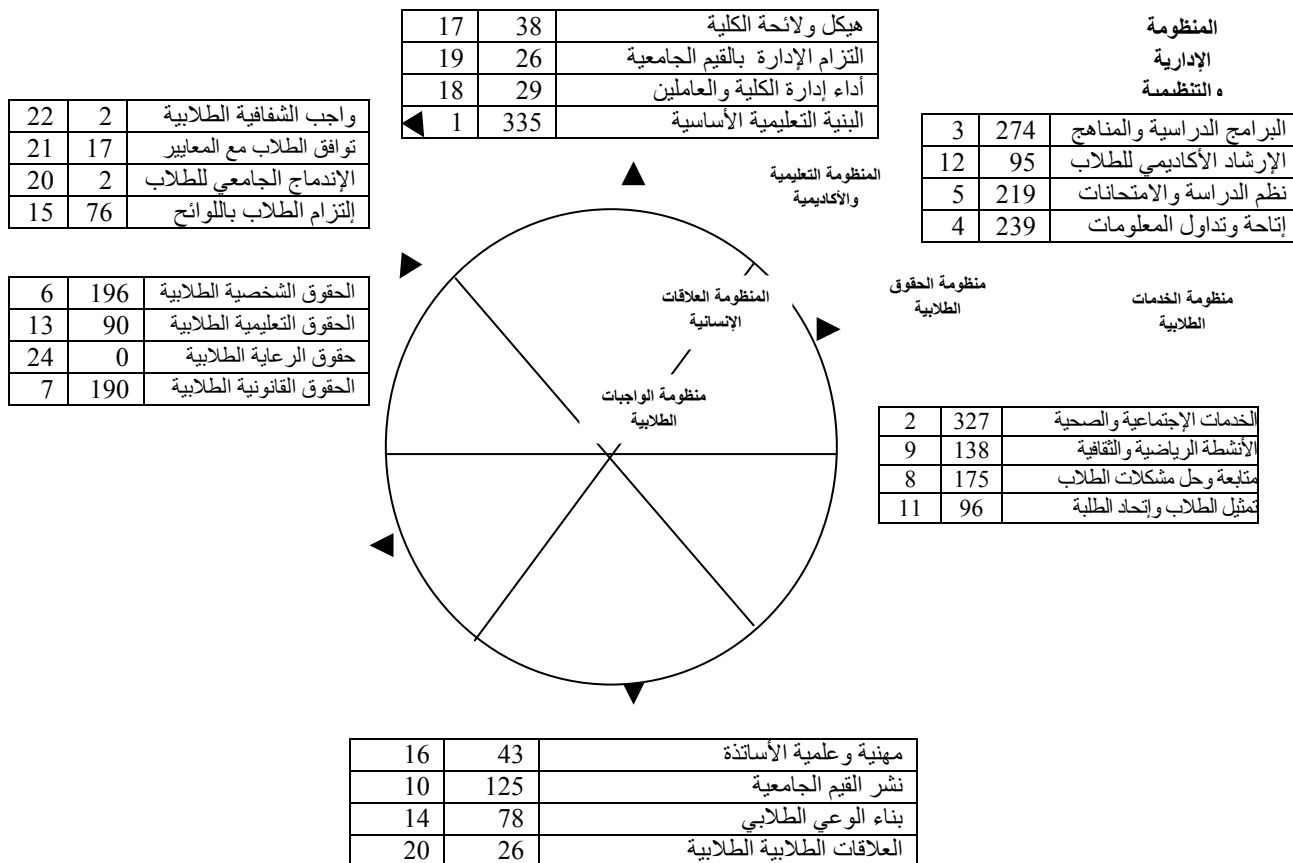 هيكل ولائحة الكلية 38 17
التزام الإدارة بالقيم الجامعية 26 19
أداء إدارة الكلية والعاملين 29 18
البنية التعليمية الأساسية 335 1
المنظومة
الإدارية
والتنظيمية
واجب الشفافية الطلابية 2 22
توافق الطلاب مع المعايير 17 21
الإندماج الجامعي للطلاب 2 20
إلتزام الطلاب باللوائح 76 15
البرامج الدراسية والمناهج 274 3
الإرشاد الأكاديمي للطلاب 95 12
نظم الدراسة والامتحانات 219 5
إتاحة وتداول المعلومات 239 4
المنظومة التعليمية
والأكاديمية
الحقوق الشخصية الطلابية 196 6
الحقوق التعليمية الطلابية 90 13
حقوق الرعاية الطلابية 0 24
الحقوق القانونية الطلابية 190 7
منظومة الخدمات
الطلابية
منظومة الحقوق
الطلابية
المنظومة العلاقات
الإنسانية
منظومة الواجبات
الطلابية
الخدمات الإجتماعية والصحية 327 2
الأنشطة الرياضية والثقافية 138 9
متابعة وحل مشكلات الطلاب 175 8
تمثيل الطلاب وإتحاد الطلبة 96 11
مهنية وعلمية الأساتذة 43 16
نشر القيم الجامعية 125 10
بناء الوعي الطلابي 78 14
العلاقات الطلابية الطلابية 26 20